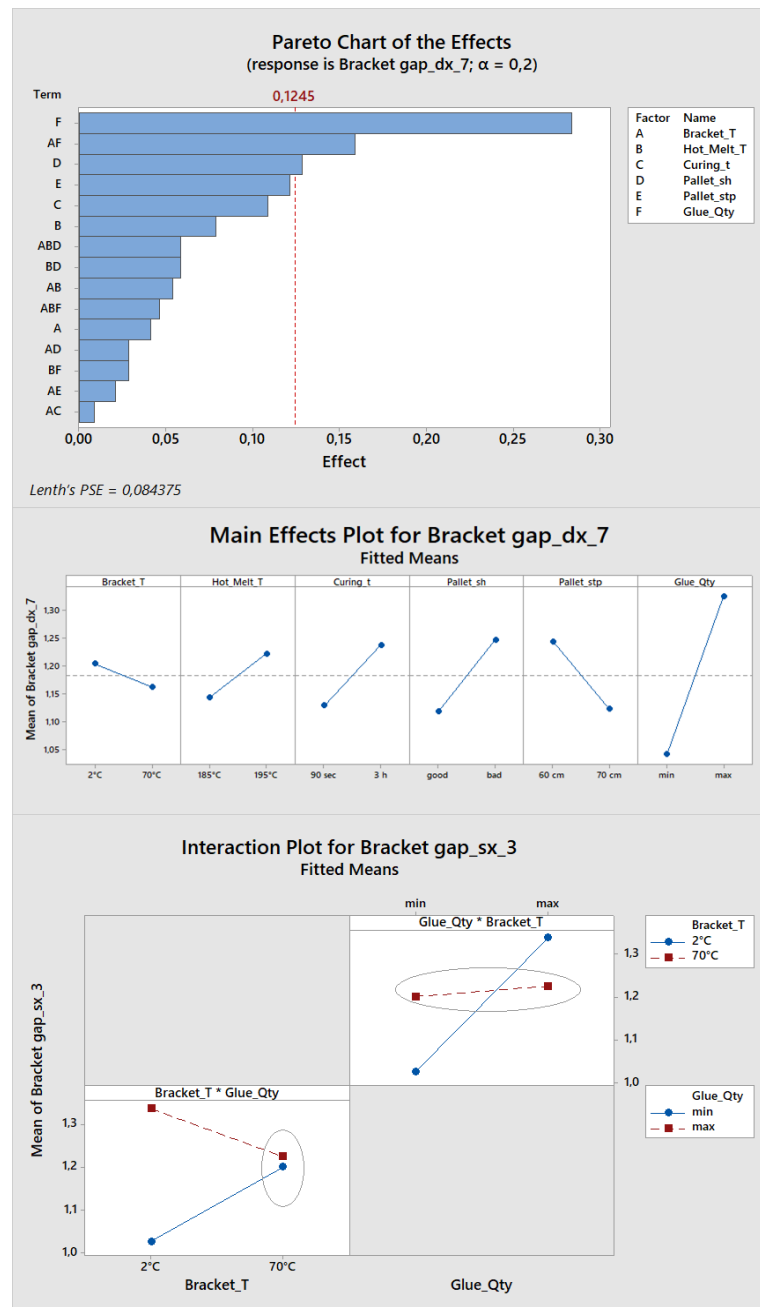 Pareto Chart of the Effects
(response is Bracket gap_dx_7; α = 0,2)
Term
0,1245
F
AF
D
E
C
B
ABD
BD
AB
ABF
A
AD
BF
AE
AC
0,00 0,05 0,10 0,15 0,20 0,25 0,30
Effect
Lenth's PSE = 0,084375
Factor Name
A Bracket_T
B Hot_Melt_T
C Curing_t
D Pallet_sh
E Pallet_stp
F Glue_Qty
Main Effects Plot for Bracket gap_dx_7
Fitted Means
Bracket_T Hot_Melt_T Curing_t Pallet_sh Pallet_stp Glue_Qty
Mean of Bracket gap_dx_7
1,30
1,25
1,20
1,15
1,10
1,05
2°C 70°C 185°C 195°C 90 sec 3 h good bad 60 cm 70 cm min max
Interaction Plot for Bracket gap_sx_3
Fitted Means
min max
Glue_Qty * Bracket_T
1,3
1,2
1,1
1,0
Bracket_T
2°C
70°C
Mean of Bracket gap_sx_3
Bracket_T * Glue_Qty
1,3
1,2
1,1
1,0
Glue_Qty
min
max
2°C 70°C
Bracket_T Glue_Qty